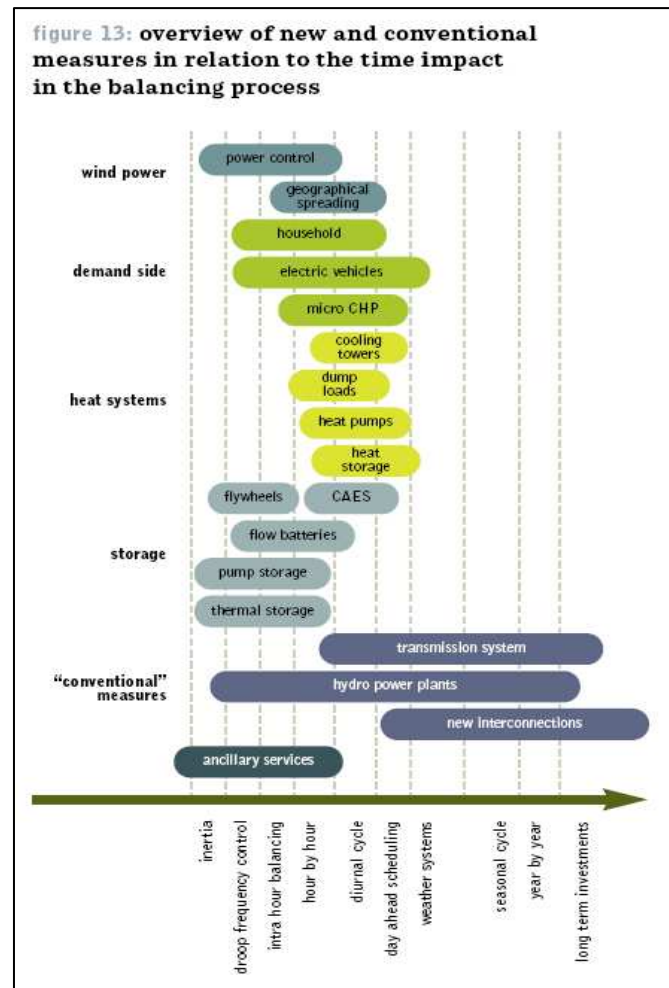 figure 13: overview of new and conventional
measures in relation to the time impact
in the balancing process
wind power
power control
geographical
spreading
demand side
household
electric vehicles
micro CHP
heat systems
cooling
towers
dump
loads
heat pumps
heat
storage
storage
flywheels
CAES
flow batteries
pump storage
thermal storage
"conventional"
measures
transmission system
hydro power plants
new interconnections
ancillary services
inertia
droop frequency control
intra hour balancing
hour by hour
diurnal cycle
day ahead scheduling
weather systems
seasonal cycle
year by year
long term investments